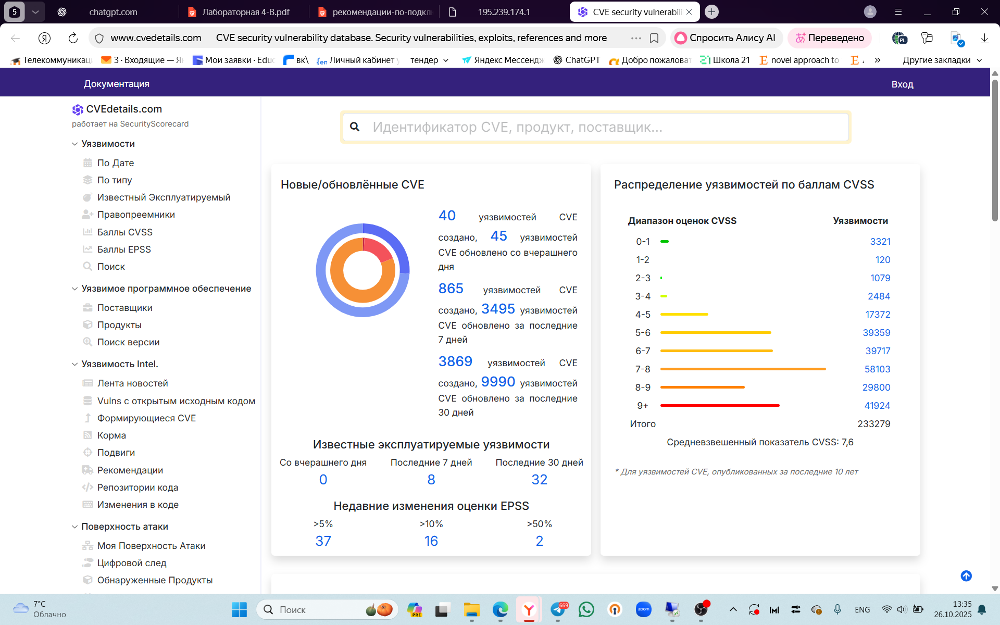 5
chatgpt.com
Лабораторная 4-В.pdf
рекомендации-по-подкл
195.239.174.1
CVE security vulnerabili
www.cvedetails.com
CVE security vulnerability database. Security vulnerabilities, exploits, references and more
Спросить Алису AI
Переведено
PL
Телекоммуникац
3 · Входящие — Я
Мои заявки · Edu
вк\
Личный кабинет
тендер
Яндекс Мессендж
ChatGPT
Добро пожаловат
Школа 21
novel approach to
Другие закладки
Документация
Вход
CVEdetails.com
работает на SecurityScorecard
Уязвимости
По Дате
По типу
Известный Эксплуатируемый
Правопреемники
Баллы CVSS
Баллы EPSS
Поиск
Уязвимое программное обеспечение
Поставщики
Продукты
Поиск версии
Уязвимость Intel.
Лента новостей
Vulns с открытым исходным кодом
Формирующиеся CVE
Корма
Подвиги
Рекомендации
Репозитории кода
Изменения в коде
Поверхность атаки
Моя Поверхность Атаки
Цифровой след
Обнаруженные Продукты
Идентификатор CVE, продукт, поставщик...
Новые/обновлённые CVE
40 уязвимостей CVE
создано, 45 уязвимостей
CVE обновлено со вчерашнего
дня
865 уязвимостей CVE
создано, 3495 уязвимостей
CVE обновлено за последние
7 дней
3869 уязвимостей CVE
создано, 9990 уязвимостей
CVE обновлено за последние
30 дней
Известные эксплуатируемые уязвимости
Со вчерашнего дня Последние 7 дней Последние 30 дней
0 8 32
Недавние изменения оценки EPSS
>5% >10% >50%
37 16 2
Распределение уязвимостей по баллам CVSS
Диапазон оценок CVSS Уязвимости
0-1 3321
1-2 120
2-3 1079
3-4 2484
4-5 17372
5-6 39359
6-7 39717
7-8 58103
8-9 29800
9+ 41924
Итого 233279
Средневзвешенный показатель CVSS: 7,6
* Для уязвимостей CVE, опубликованных за последние 10 лет
7°C
Облачно
Поиск
PRE
669
zoom
ENG
13:35
26.10.2025